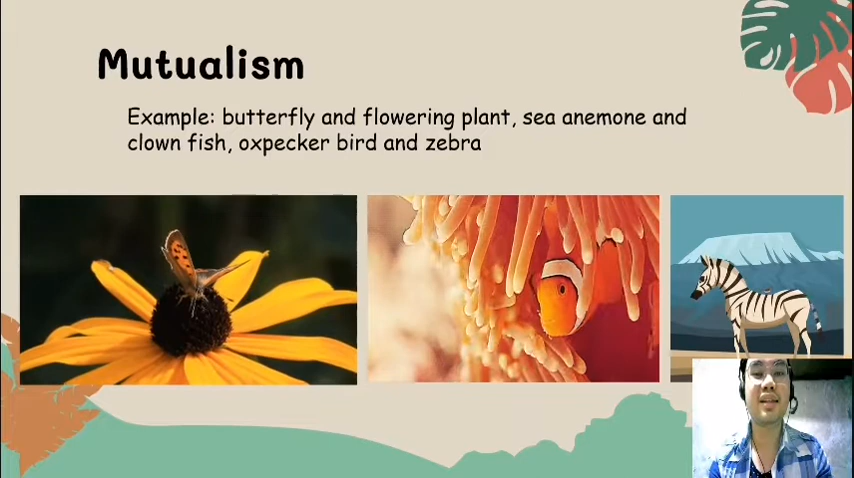 Mutualism
Example: butterfly and flowering plant, sea anemone and
clown fish, oxpecker bird and zebra